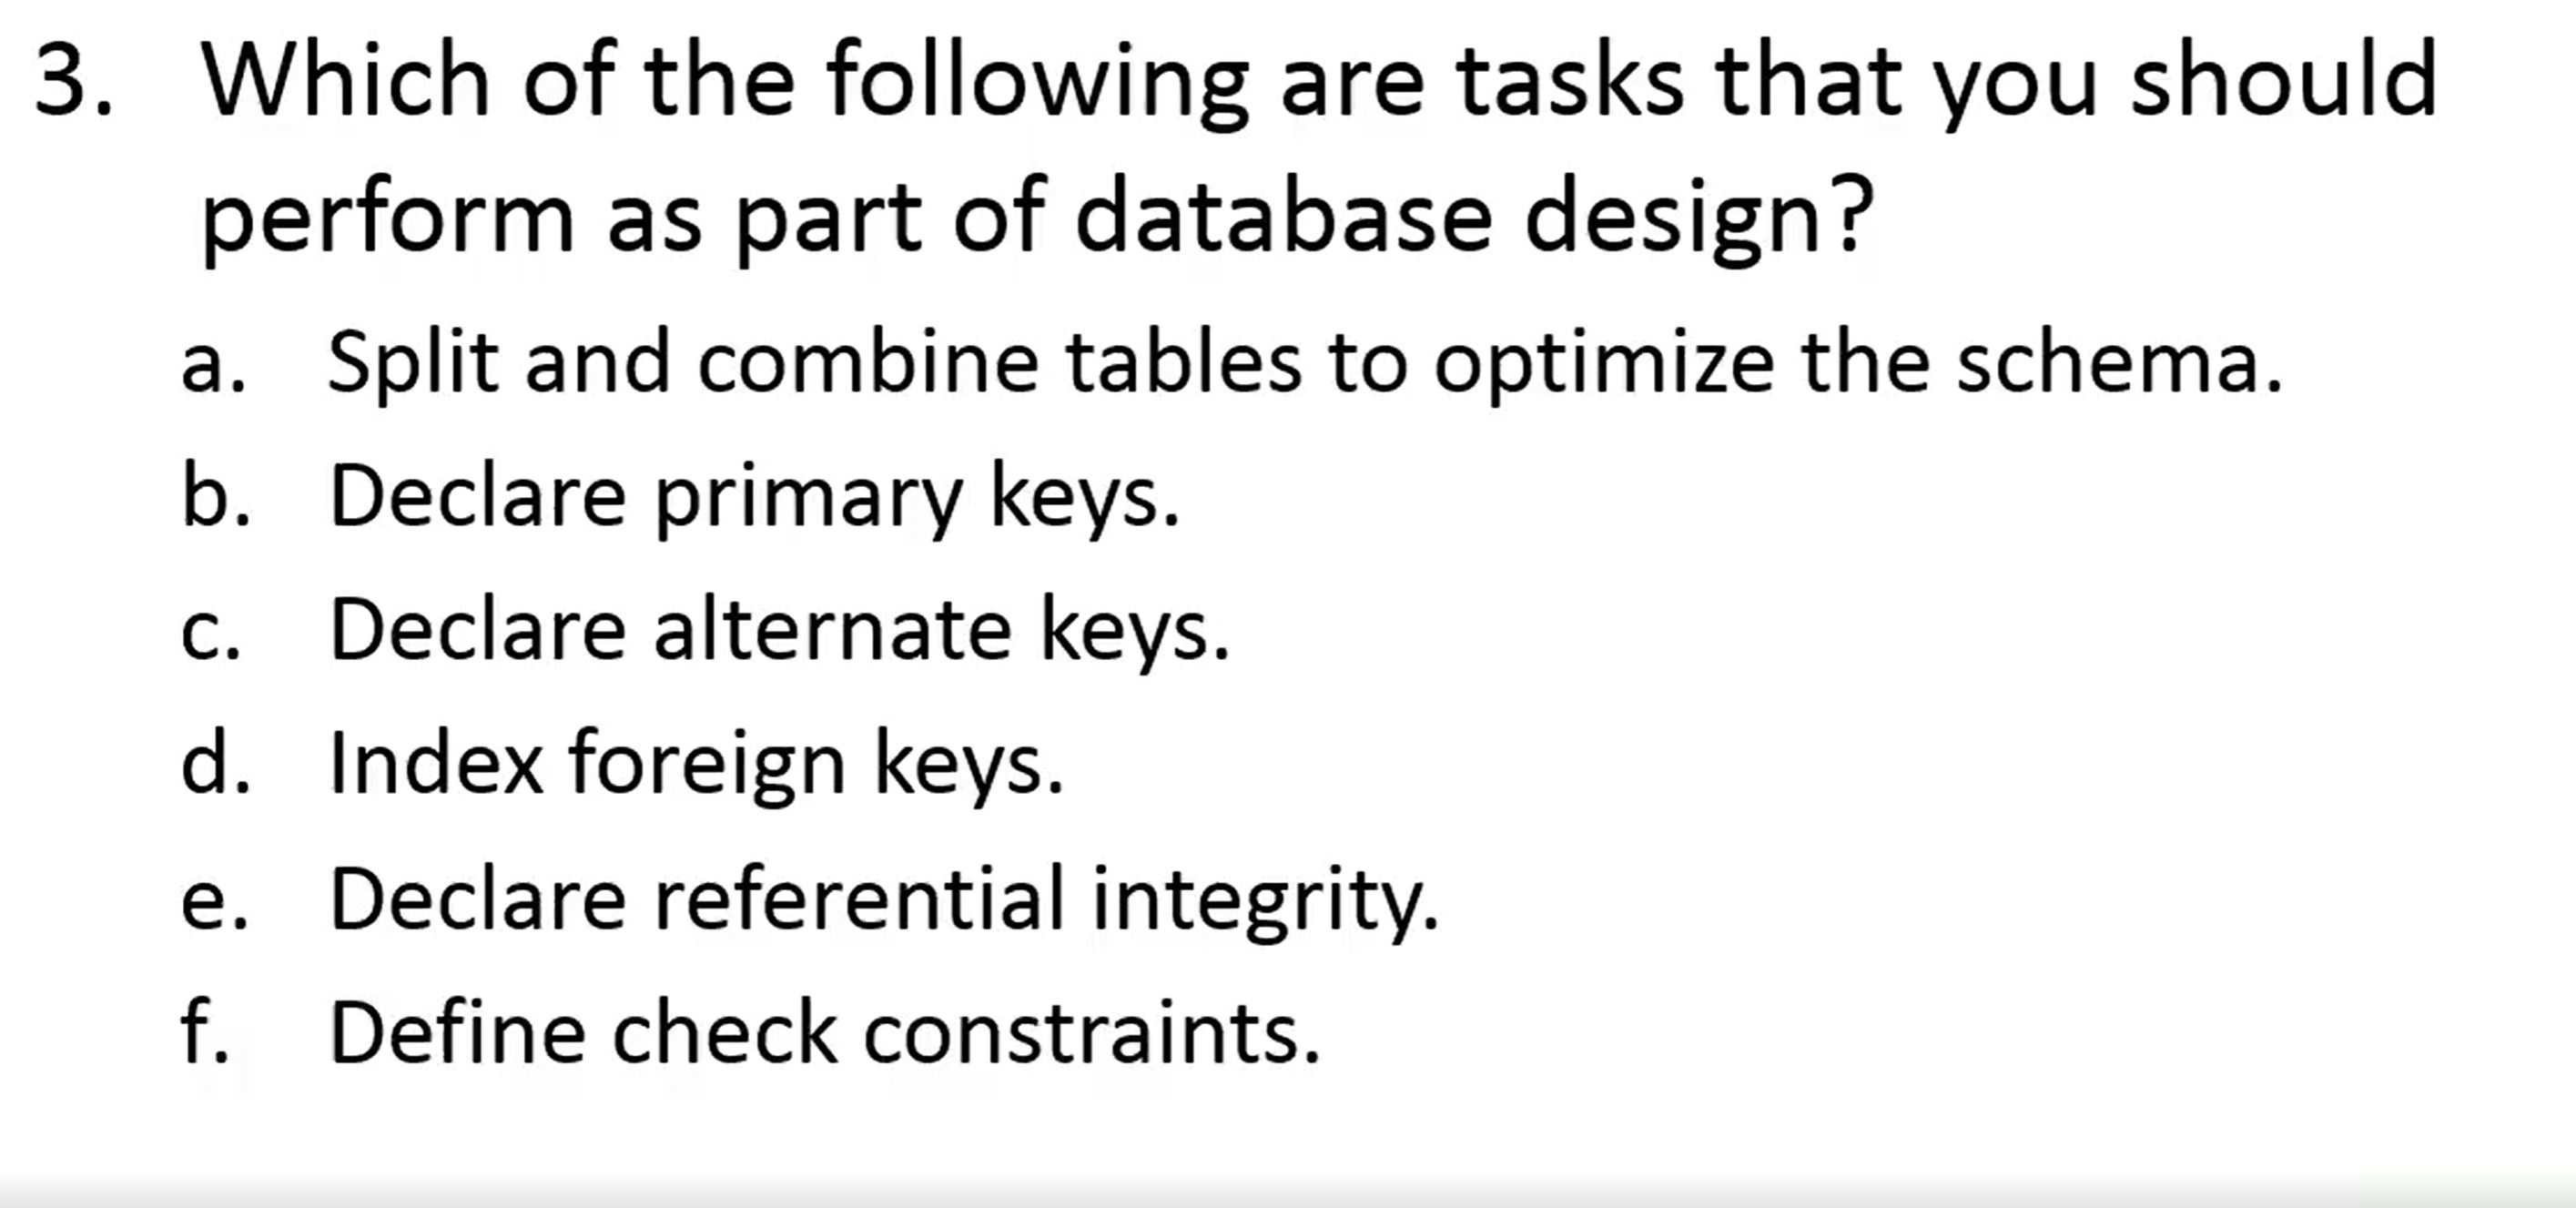 3. Which of the following are tasks that you should
perform as part of database design?
a. Split and combine tables to optimize the schema.
b. Declare primary keys.
c. Declare alternate keys.
d. Index foreign keys.
e. Declare referential integrity.
f. Define check constraints.